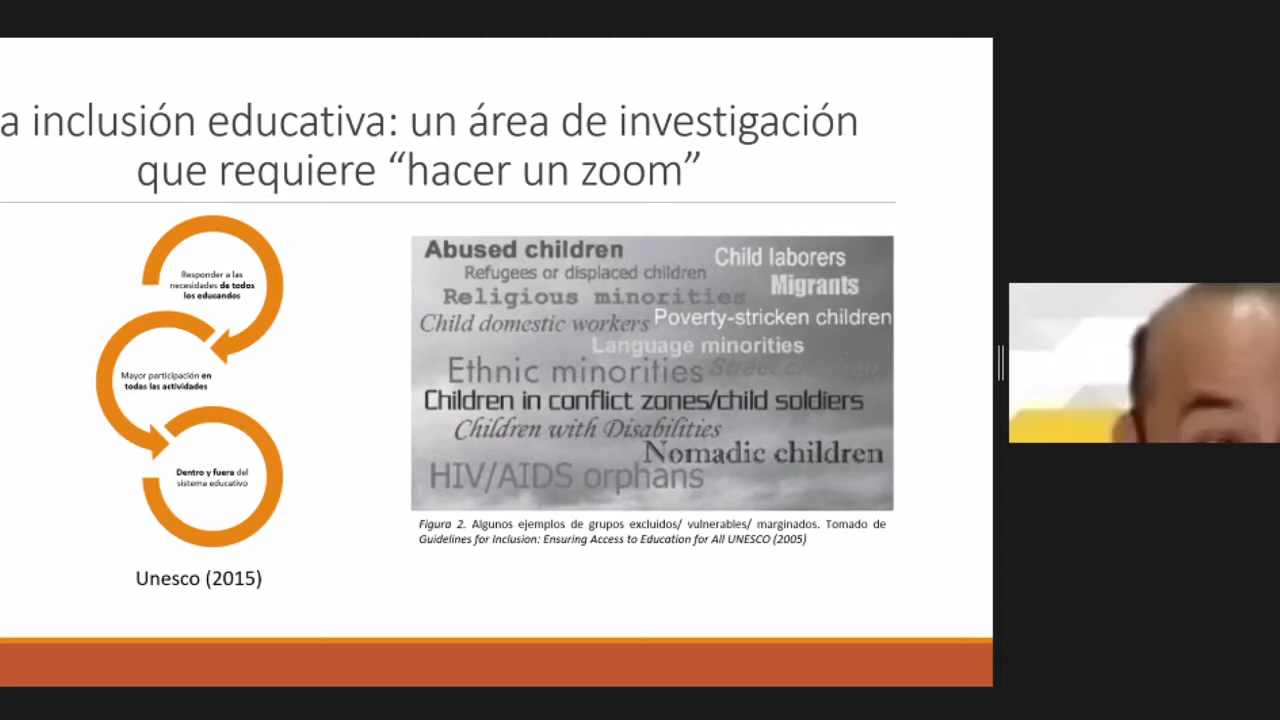 a inclusión educativa: un área de investigación
que requiere “hacer un zoom”
Responder a las
necesidades de todos
los educandos
Mayor participación en
todas las actividades
Dentro y fuera del
sistema educativo
Unesco (2015)
Abused children
Child laborers
Refugees or displaced children
Migrants
Religious minorities
Child domestic workers
Poverty-stricken children
Language minorities
Ethnic minorities
Street children
Children in conflict zones/child soldiers
Children with Disabilities
Nomadic children
HIV/AIDS orphans
Figura 2. Algunos ejemplos de grupos excluidos/ vulnerables/ marginados. Tomado de
Guidelines for Inclusion: Ensuring Access to Education for All UNESCO (2005)